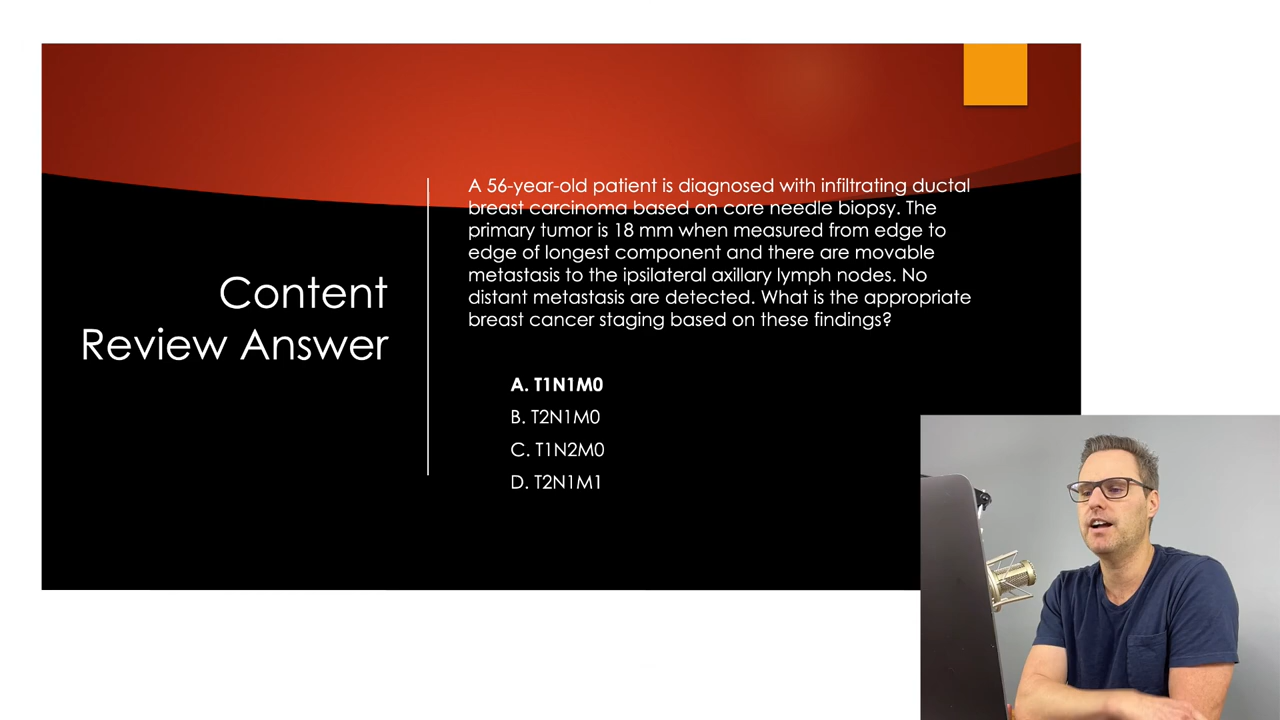 Content
Review Answer
A 56-year-old patient is diagnosed with infiltrating ductal
breast carcinoma based on core needle biopsy. The
primary tumor is 18 mm when measured from edge to
edge of longest component and there are movable
metastasis to the ipsilateral axillary lymph nodes. No
distant metastasis are detected. What is the appropriate
breast cancer staging based on these findings?
A. T1N1M0
B. T2N1M0
C. T1N2M0
D. T2N1M1